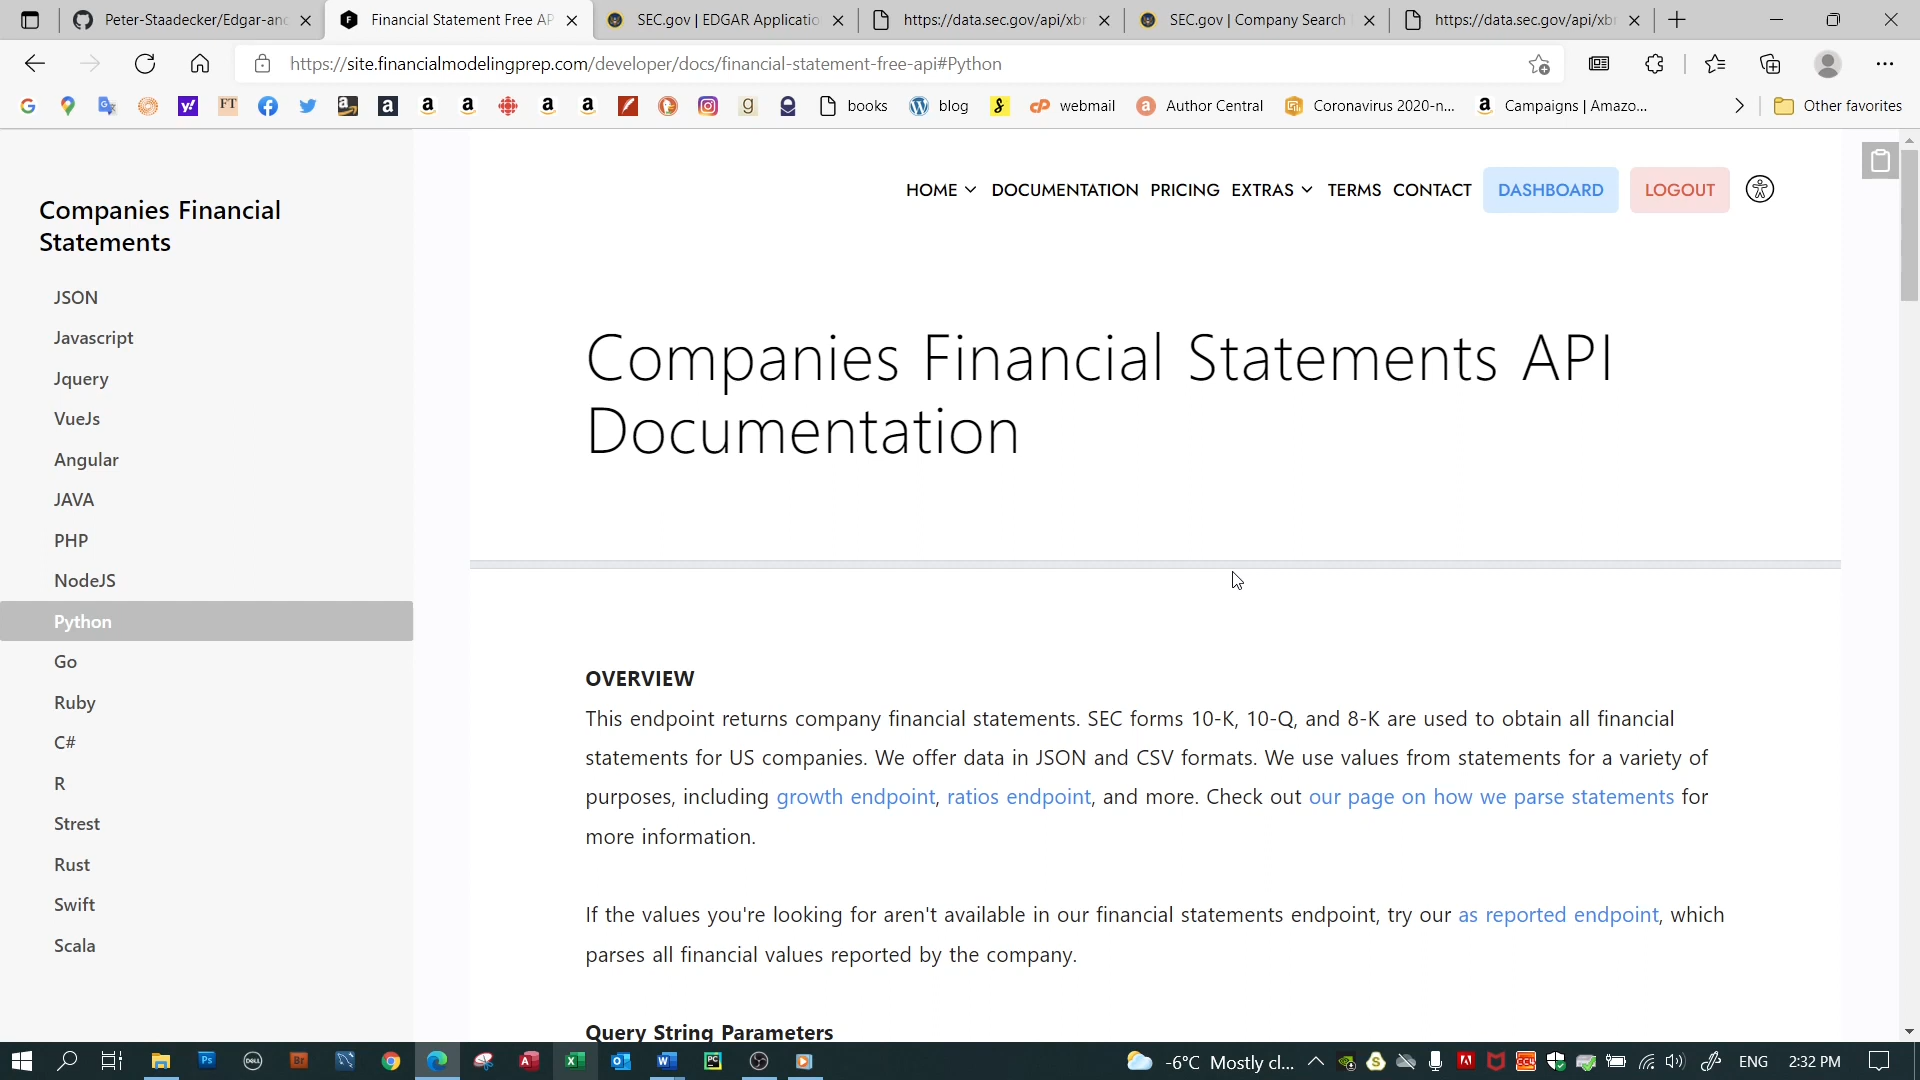 Peter-Staadecker/Edgar-an
Financial Statement Free AP
SEC.gov | EDGAR Applicatio
https://data.sec.gov/api/xbr
SEC.gov | Company Search
https://data.sec.gov/api/xbr
https://site.financialmodelingprep.com/developer/docs/financial-statement-free-api#Python
books
blog
webmail
Author Central
Coronavirus 2020-n...
Campaigns | Amazo...
Other favorites
HOME
DOCUMENTATION
PRICING
EXTRAS
TERMS
CONTACT
DASHBOARD
LOGOUT
Companies Financial
Statements
JSON
Javascript
Jquery
VueJs
Angular
JAVA
PHP
NodeJS
Python
Go
Ruby
C#
R
Strest
Rust
Swift
Scala
Companies Financial Statements API
Documentation
OVERVIEW
This endpoint returns company financial statements. SEC forms 10-K, 10-Q, and 8-K are used to obtain all financial
statements for US companies. We offer data in JSON and CSV formats. We use values from statements for a variety of
purposes, including growth endpoint, ratios endpoint, and more. Check out our page on how we parse statements for
more information.
If the values you're looking for aren't available in our financial statements endpoint, try our as reported endpoint, which
parses all financial values reported by the company.
Query String Parameters
-6°C Mostly cl...
ENG
2:32 PM